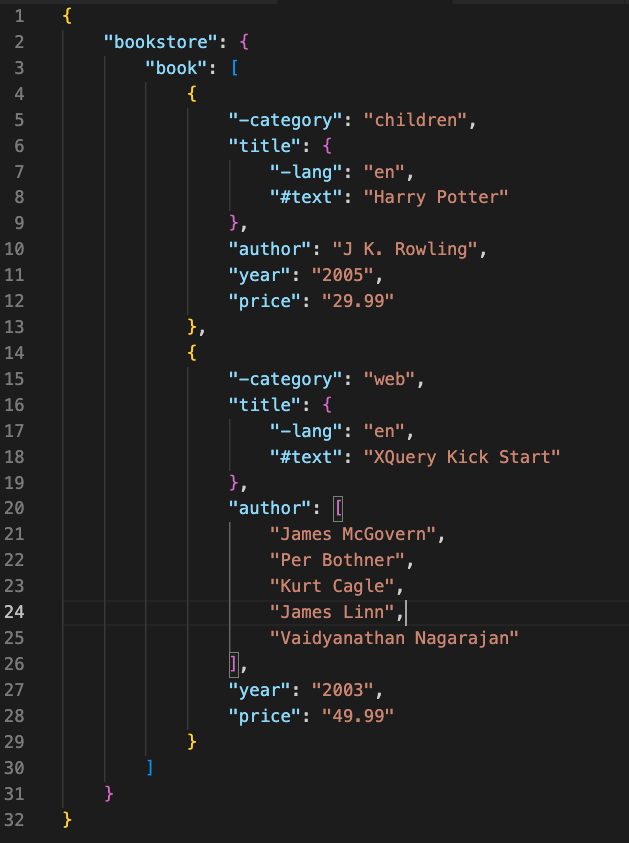 1 {
2     "bookstore": {
3         "book": [
4             {
5                 "-category": "children",
6                 "title": {
7                     "-lang": "en",
8                     "#text": "Harry Potter"
9                 },
10                 "author": "J K. Rowling",
11                 "year": "2005",
12                 "price": "29.99"
13             },
14             {
15                 "-category": "web",
16                 "title": {
17                     "-lang": "en",
18                     "#text": "XQuery Kick Start"
19                 },
20                 "author": [
21                     "James McGovern",
22                     "Per Bothner",
23                     "Kurt Cagle",
24                     "James Linn",
25                     "Vaidyanathan Nagarajan"
26                 ],
27                 "year": "2003",
28                 "price": "49.99"
29             }
30         ]
31     }
32 }